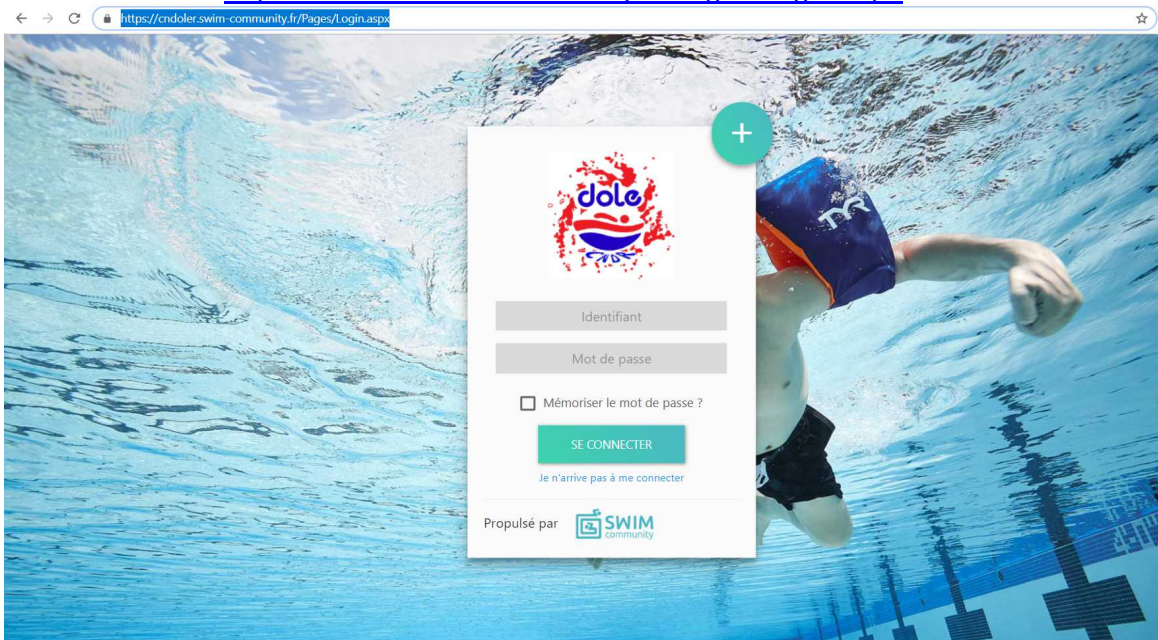 https://cndoler.swim-community.fr/Pages/Login.aspx
TYR
dole
CNDR
Identifiant
Mot de passe
Mémoriser le mot de passe ?
SE CONNECTER
Je n'arrive pas à me connecter
Propulsé par
SWIM
community